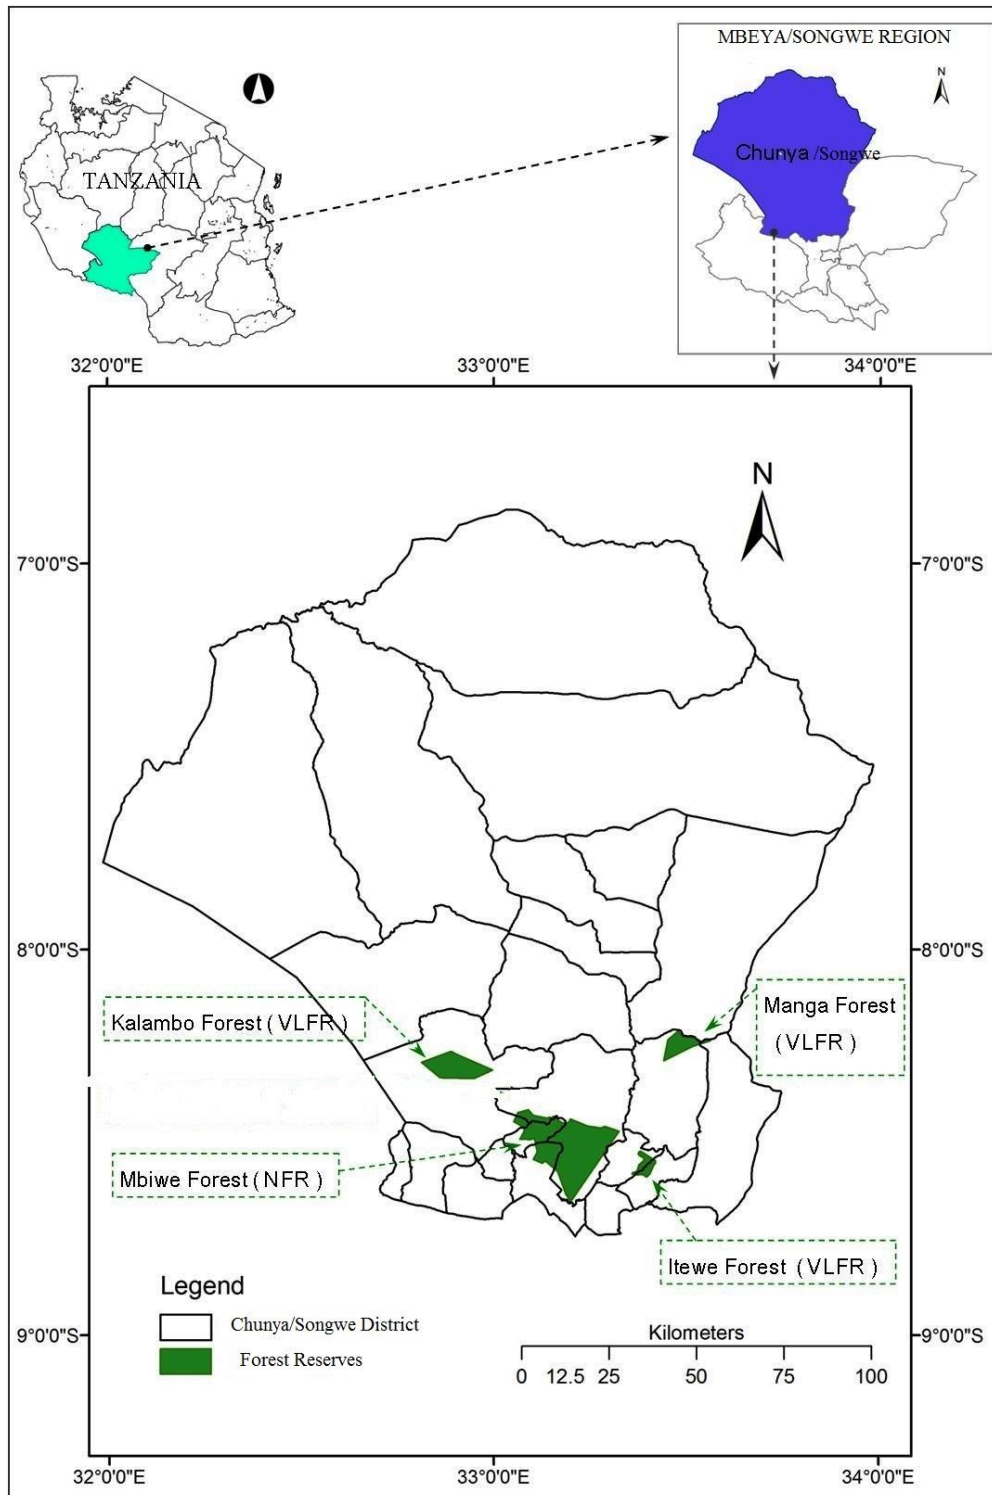 MBEYA/SONGWE REGION
N
Chunya /Songwe
TANZANIA
32°0'0"E
33°0'0"E
34°0'0"E
N
7°0'0"S
7°0'0"S
8°0'0"S
8°0'0"S
Kalambo Forest ( VLFR )
Manga Forest
( VLFR )
Mbiwe Forest ( NFR )
Itewe Forest ( VLFR )
Legend
Chunya/Songwe District
Forest Reserves
9°0'0"S
9°0'0"S
Kilometers
0 12.5 25 50 75 100
32°0'0"E
33°0'0"E
34°0'0"E